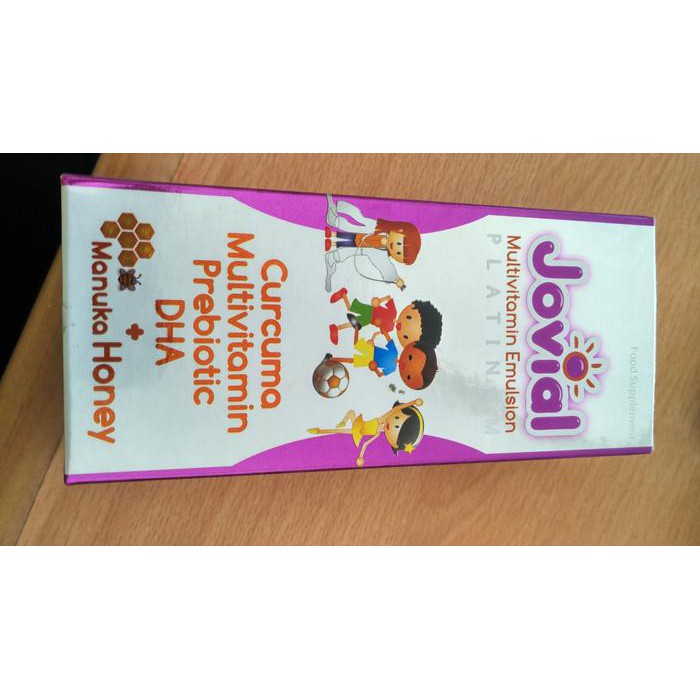 Food Supplement
Jovial
Multivitamin Emulsion
PLATINUM
Curcuma
Multivitamin
Prebiotic
DHA
+
Manuka Honey